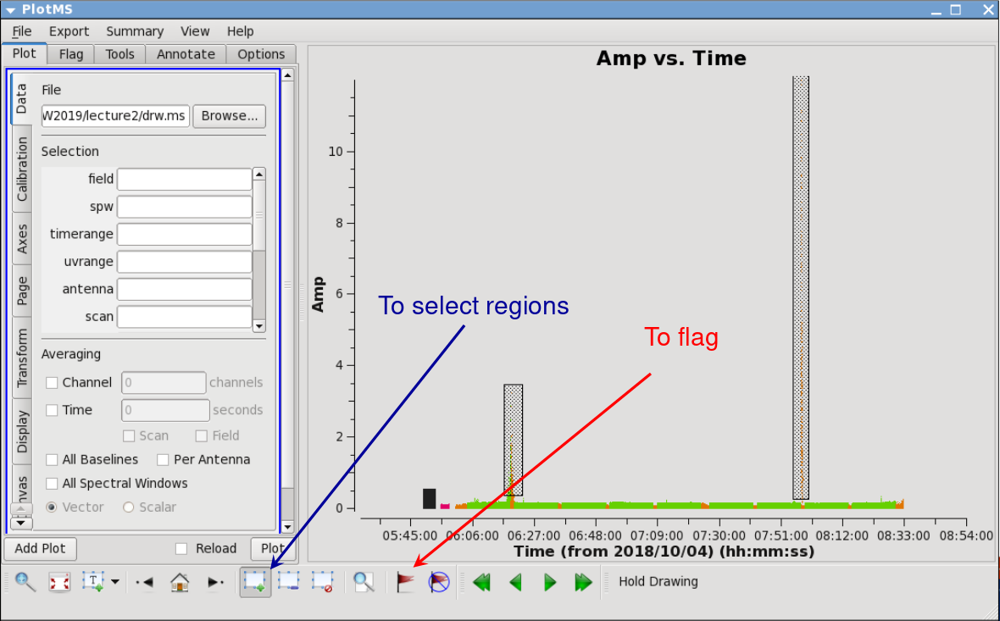 PlotMS
File Export Summary View Help
Plot Flag Tools Annotate Options
Data
Calibration
Axes
Page
Transform
Display
File
W2019/lecture2/drw.ms Browse...
Selection
field
spw
timerange
uvrange
antenna
scan
Averaging
Channel 0 channels
Time 0 seconds
Scan Field
All Baselines Per Antenna
All Spectral Windows
Vector Scalar
Add Plot Reload Plot
Amp vs. Time
Amp
10
8
6
4
2
0
To select regions
To flag
05:45:00 06:06:00 06:27:00 06:48:00 07:09:00 07:30:00 07:51:00 08:12:00 08:33:00 08:54:00
Time (from 2018/10/04) (hh:mm:ss)
T
Hold Drawing